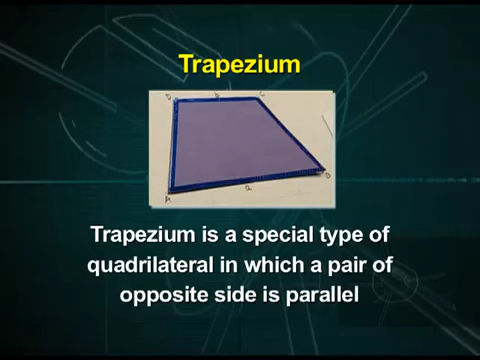 Trapezium
D b C
A a B
Trapezium is a special type of
quadrilateral in which a pair of
opposite side is parallel